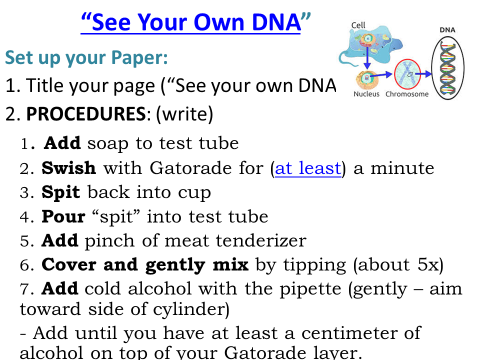 “See Your Own DNA”
Cell
DNA
Nucleus
Chromosome
Set up your Paper:
1. Title your page (“See your own DNA
2. PROCEDURES: (write)
1. Add soap to test tube
2. Swish with Gatorade for (at least) a minute
3. Spit back into cup
4. Pour “spit” into test tube
5. Add pinch of meat tenderizer
6. Cover and gently mix by tipping (about 5x)
7. Add cold alcohol with the pipette (gently – aim
toward side of cylinder)
- Add until you have at least a centimeter of
alcohol on top of your Gatorade layer.